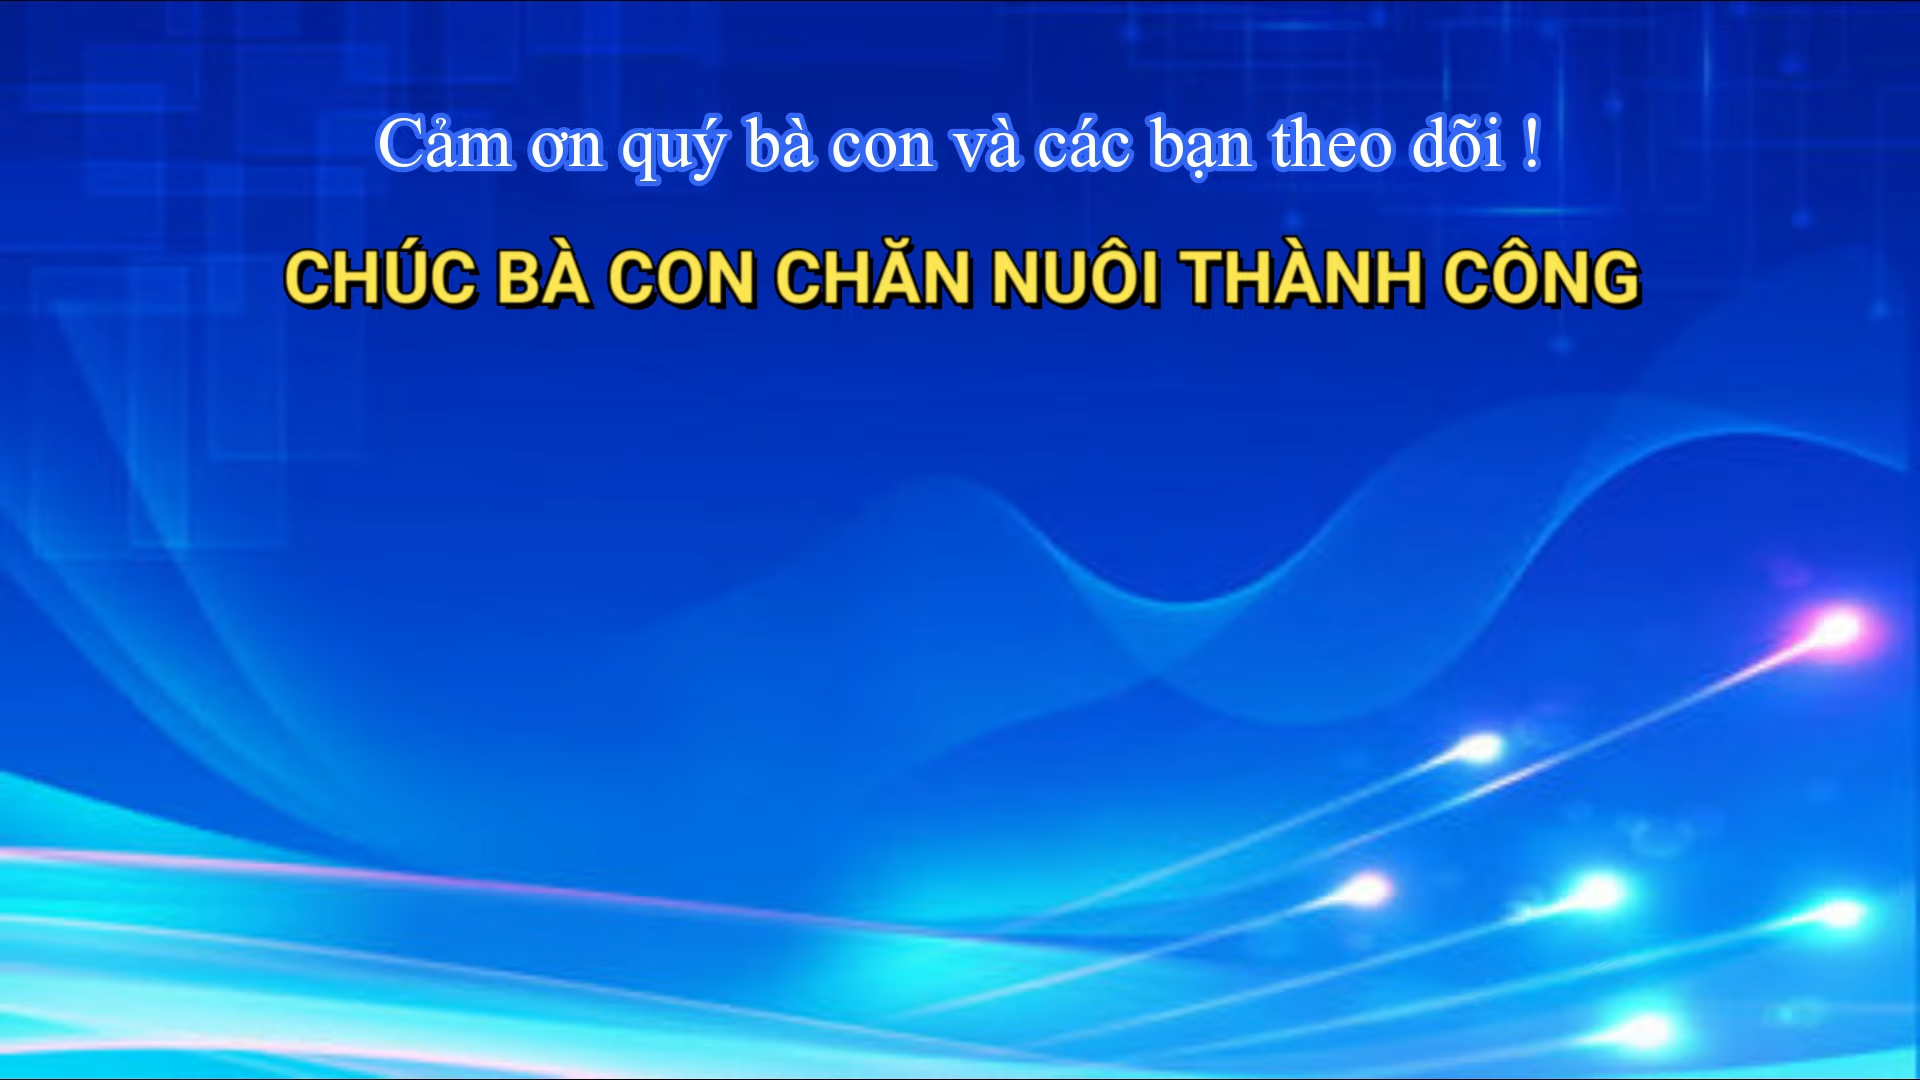 Cảm ơn quý bà con và các bạn theo dõi !
CHÚC BÀ CON CHĂN NUÔI THÀNH CÔNG